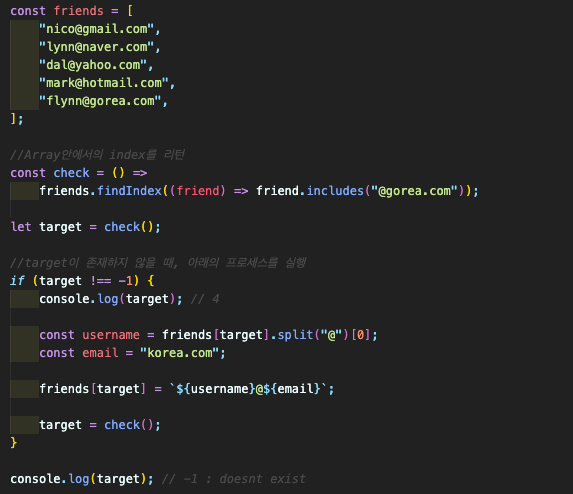 const friends = [
"nico@gmail.com",
"lynn@naver.com",
"dal@yahoo.com",
"mark@hotmail.com",
"flynn@gorea.com",
];
//Array안에서의 index를 리턴
const check = () =>
friends.findIndex((friend) => friend.includes("@gorea.com"));
let target = check();
//target이 존재하지 않을 때, 아래의 프로세스를 실행
if (target !== -1) {
console.log(target); // 4
const username = friends[target].split("@")[0];
const email = "korea.com";
friends[target] = `${username}@${email}`;
target = check();
}
console.log(target); // -1 : doesnt exist